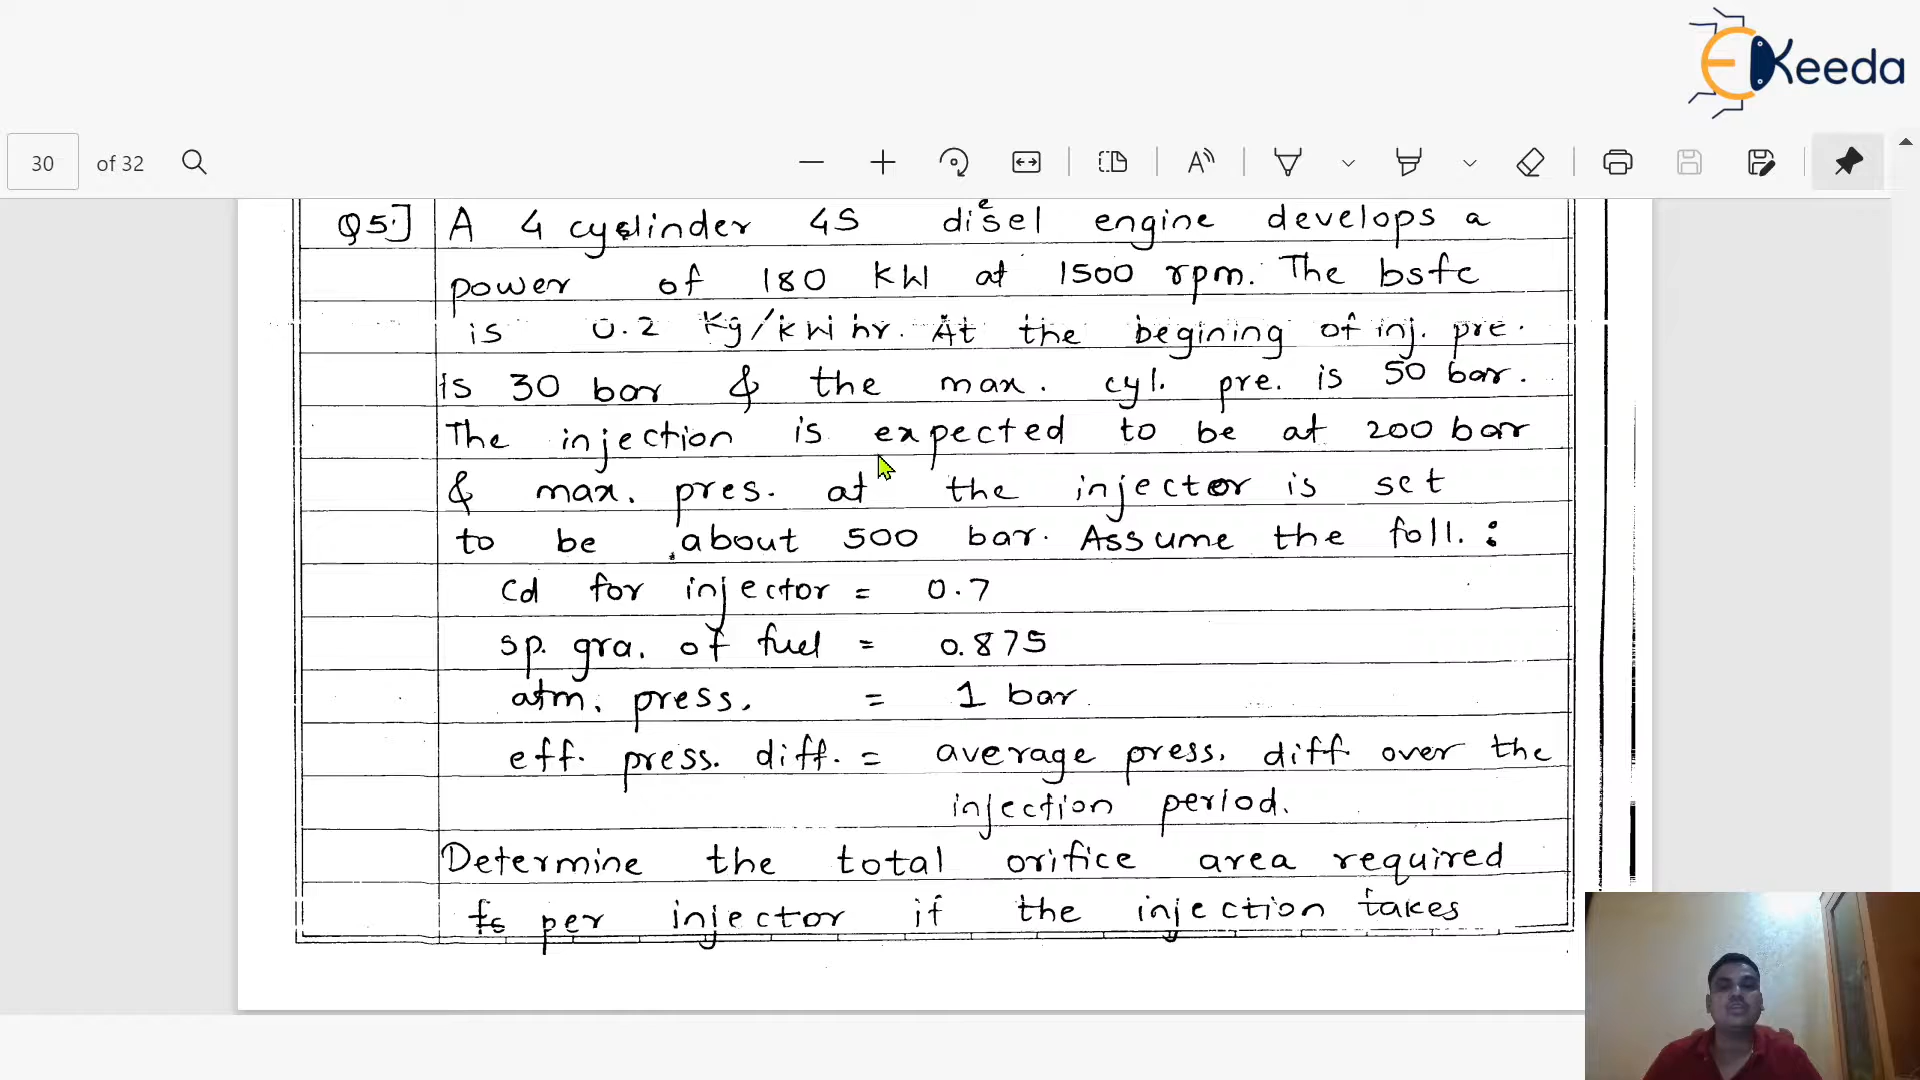 EKeeda
30 of 32
Q5.] A 4 cyclinder 4S diesel engine develops a
power of 180 KW at 1500 rpm. The bsfc
is 0.2 Kg/kW hr. At the begining of inj. pre.
is 30 bar & the max. cyl. pre. is 50 bar.
The injection is expected to be at 200 bar
& max. pres. at the injector is set
to be about 500 bar. Assume the foll. :
Cd for injector = 0.7
sp. gra. of fuel = 0.875
atm. press. = 1 bar
eff. press. diff. = average press. diff over the
injection period.
Determine the total orifice area required
per injector if the injection takes